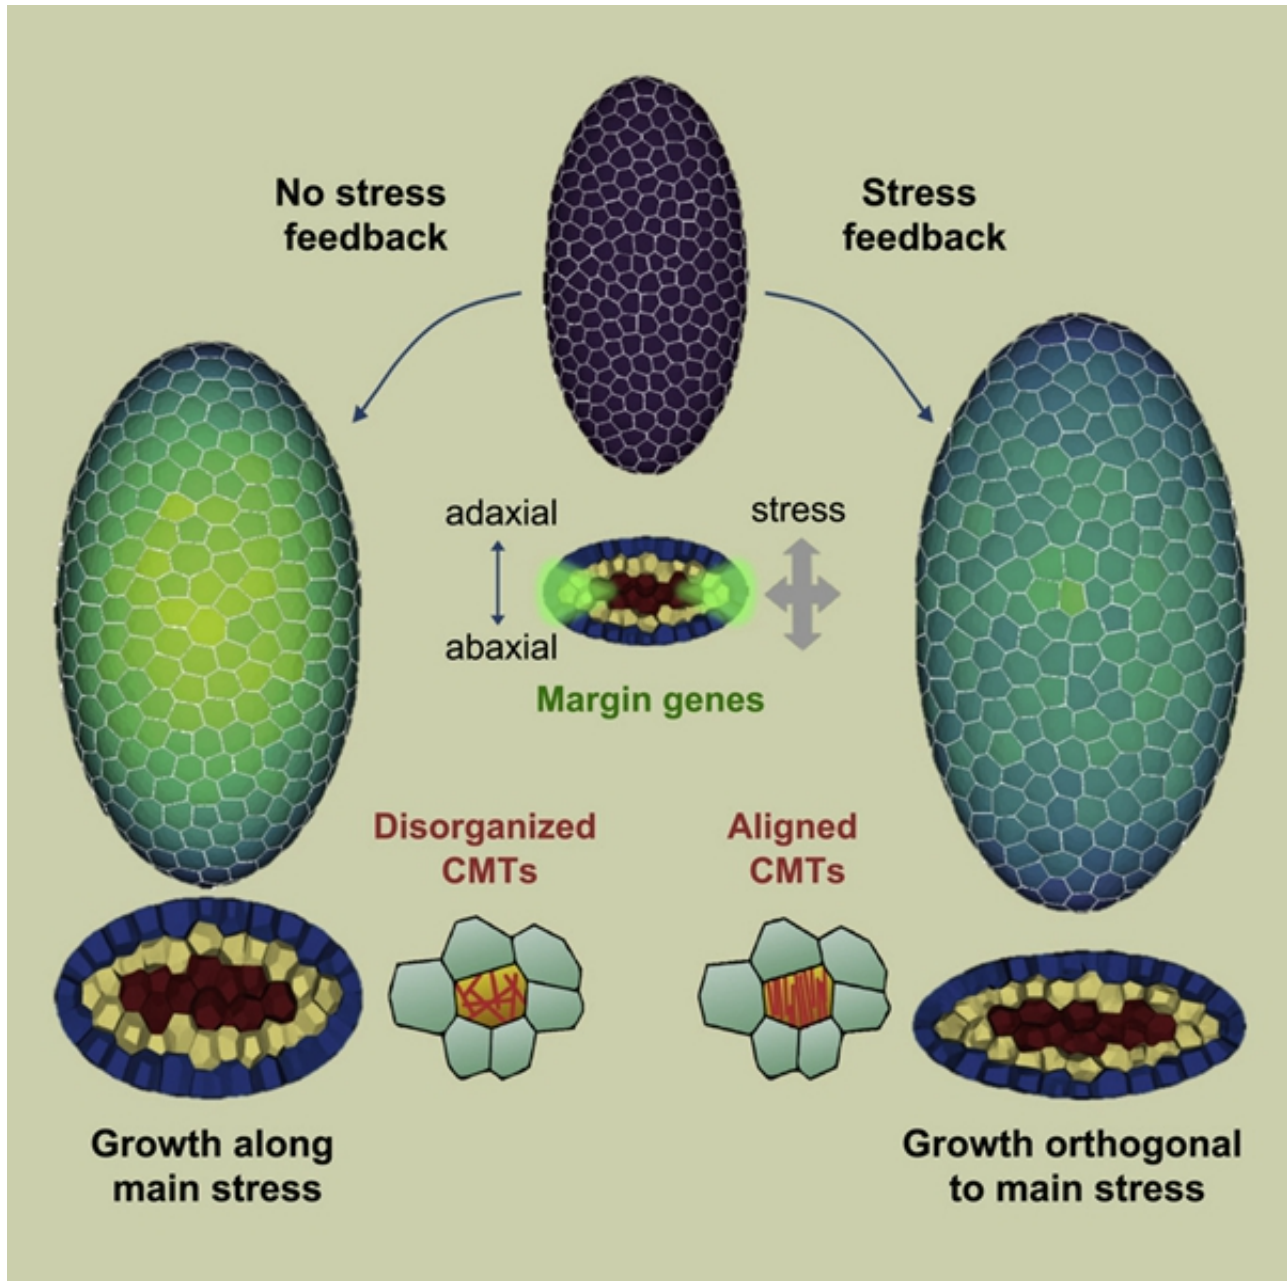 No stress
feedback
Stress
feedback
adaxial
stress
abaxial
Margin genes
Disorganized
CMTs
Aligned
CMTs
Growth along
main stress
Growth orthogonal
to main stress